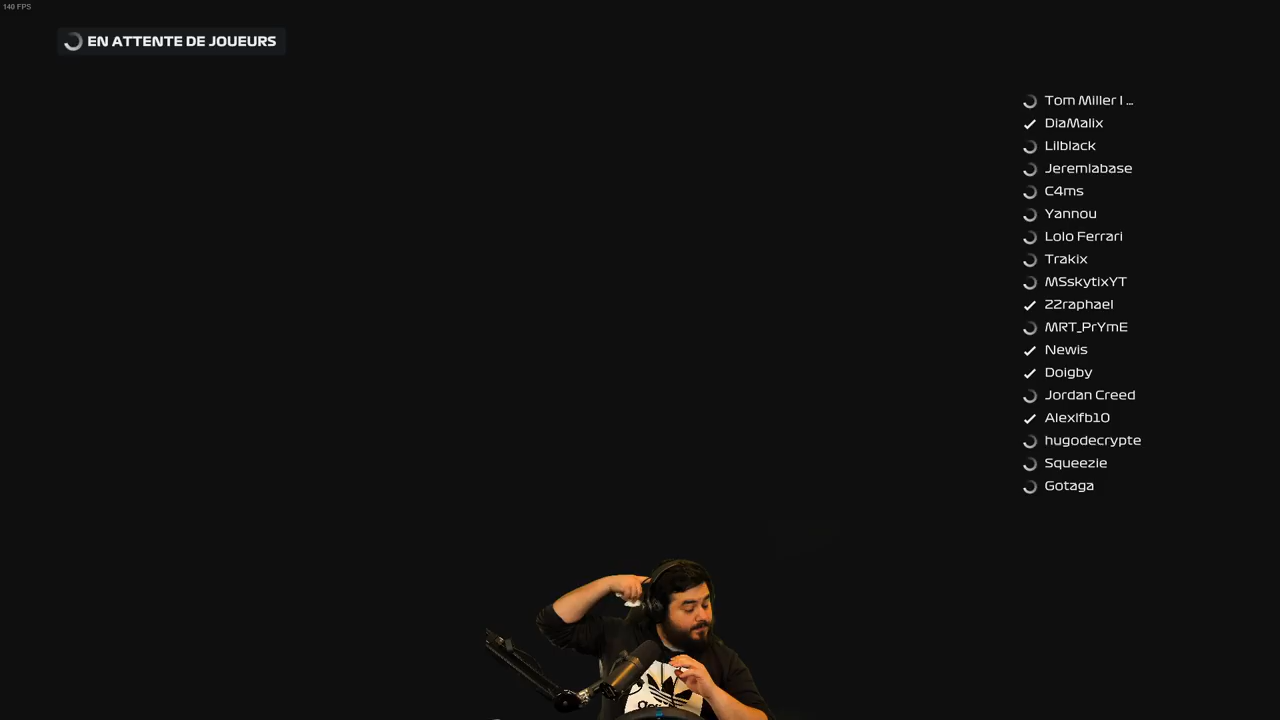 140 FPS
EN ATTENTE DE JOUEURS
Tom Miller I ...
DiaMalix
Lilblack
Jeremlabase
C4ms
Yannou
Lolo Ferrari
Trakix
MSskytixYT
22raphael
MRT_PrYmE
Newis
Doigby
Jordan Creed
Alexlfb10
hugodecrypte
Squeezie
Gotaga